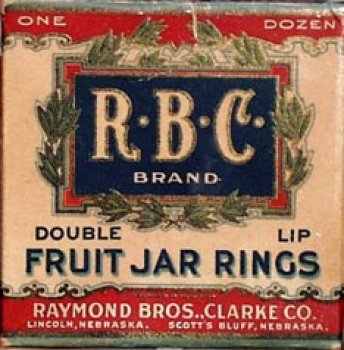 ONE DOZEN
R·B·C·
BRAND
DOUBLE LIP
FRUIT JAR RINGS
RAYMOND BROS., CLARKE CO.
LINCOLN, NEBRASKA. SCOTT'S BLUFF, NEBRASKA.